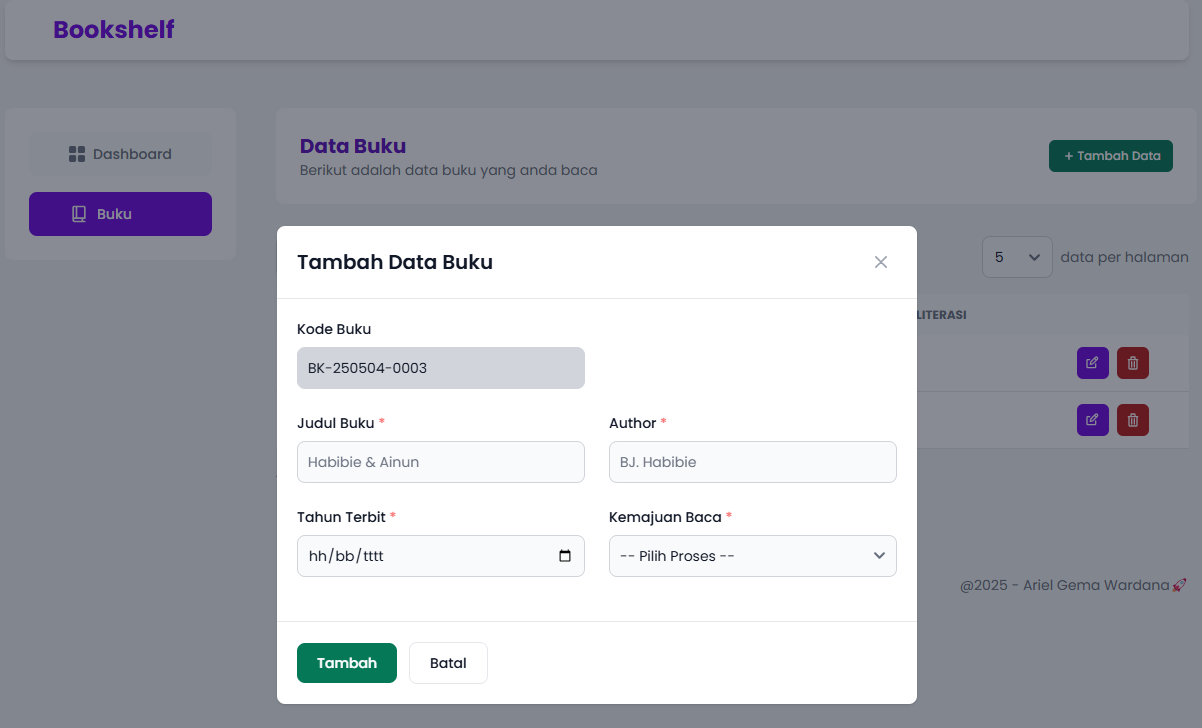 Bookshelf
Dashboard
Buku
Data Buku
Berikut adalah data buku yang anda baca
+ Tambah Data
5
data per halaman
LITERASI
Tambah Data Buku
Kode Buku
BK-250504-0003
Judul Buku *
Author *
Habibie & Ainun
BJ. Habibie
Tahun Terbit *
Kemajuan Baca *
hh/bb/tttt
-- Pilih Proses --
Tambah
Batal
@2025 - Ariel Gema Wardana🚀